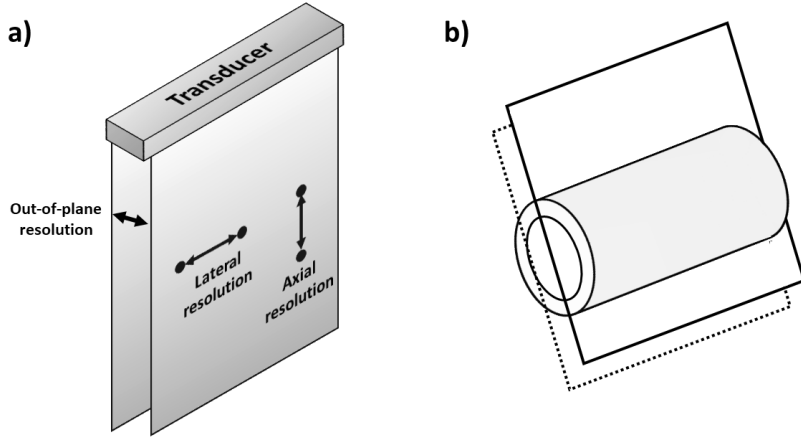 a)
Transducer
Out-of-plane
resolution
Lateral
resolution
Axial
resolution
b)